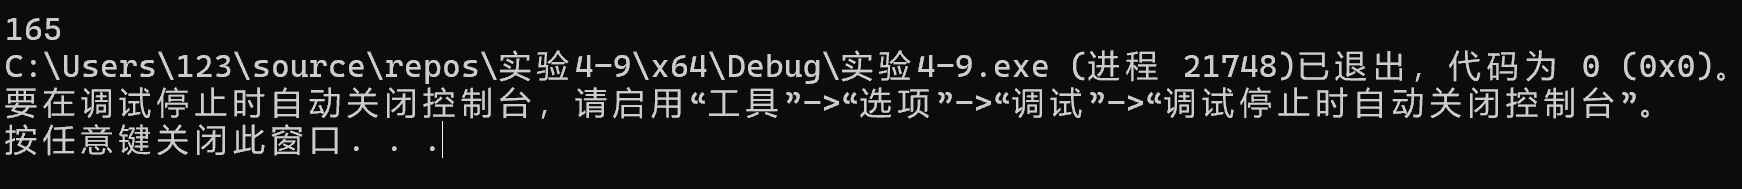 165
C:\Users\123\source\repos\实验4-9\x64\Debug\实验4-9.exe (进程 21748)已退出，代码为 0 (0x0)。
要在调试停止时自动关闭控制台，请启用“工具”->“选项”->“调试”->“调试停止时自动关闭控制台”。
按任意键关闭此窗口. . .